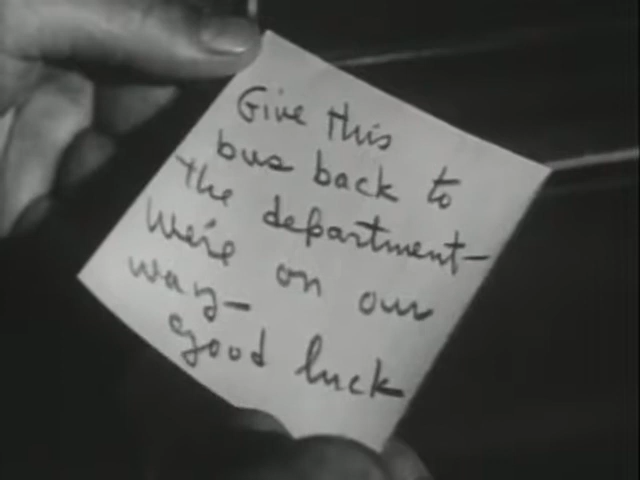 Give this
bus back to
the department—
We're on our
way—
good luck